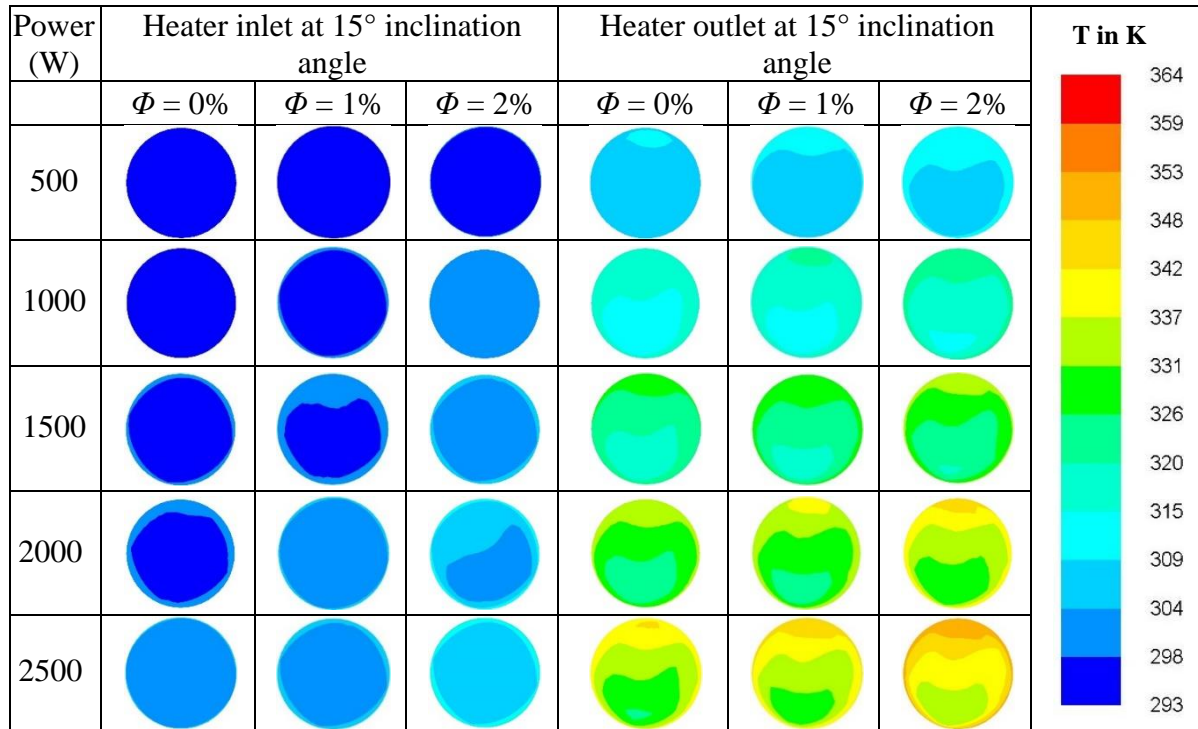 Power (W)
Heater inlet at 15° inclination angle
Heater outlet at 15° inclination angle
T in K
Φ = 0%
Φ = 1%
Φ = 2%
Φ = 0%
Φ = 1%
Φ = 2%
500
1000
1500
2000
2500
364
359
353
348
342
337
331
326
320
315
309
304
298
293